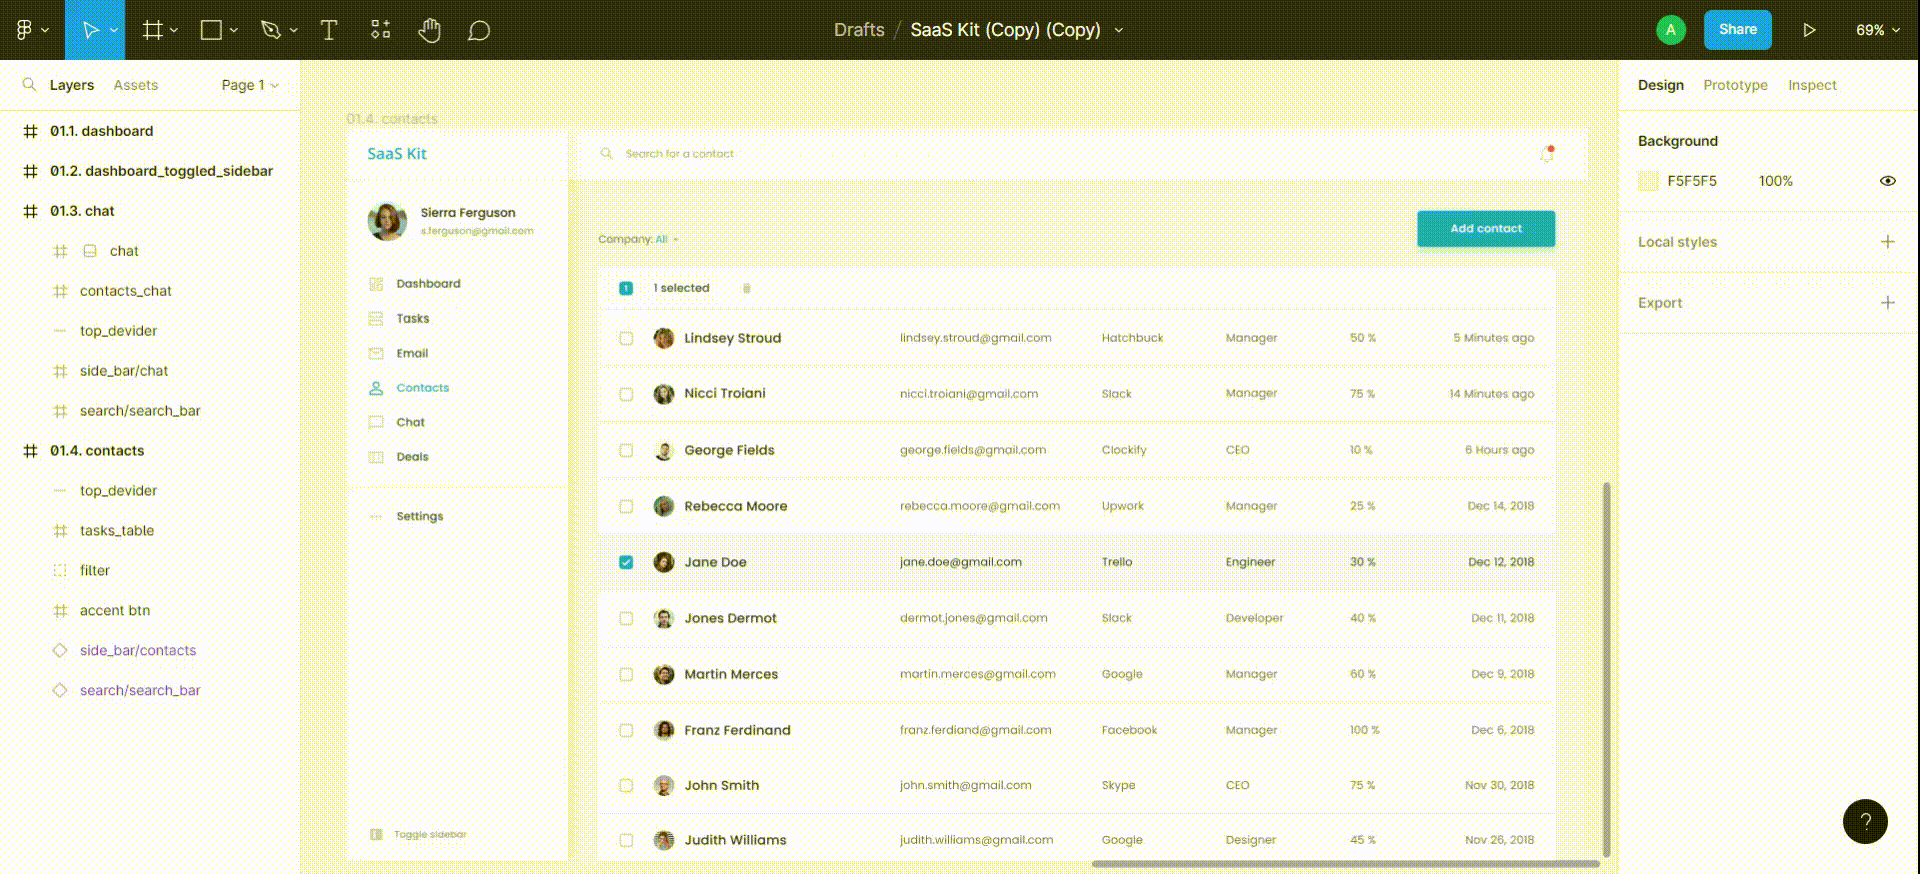 Drafts / SaaS Kit (Copy) (Copy)
A
Share
69%
Layers Assets Page 1
01.1. dashboard
01.2. dashboard_toggled_sidebar
01.3. chat
chat
contacts_chat
top_devider
side_bar/chat
search/search_bar
01.4. contacts
top_devider
tasks_table
filter
accent btn
side_bar/contacts
search/search_bar
01.4. contacts
SaaS Kit
Search for a contact
Sierra Ferguson
s.ferguson@gmail.com
Dashboard
Tasks
Email
Contacts
Chat
Deals
Settings
Toggle sidebar
Company: All
Add contact
1 1 selected
Lindsey Stroud lindsey.stroud@gmail.com Hatchbuck Manager 50 % 5 Minutes ago
Nicci Troiani nicci.troiani@gmail.com Slack Manager 75 % 14 Minutes ago
George Fields george.fields@gmail.com Clockify CEO 10 % 6 Hours ago
Rebecca Moore rebecca.moore@gmail.com Upwork Manager 25 % Dec 14, 2018
Jane Doe jane.doe@gmail.com Trello Engineer 30 % Dec 12, 2018
Jones Dermot dermot.jones@gmail.com Slack Developer 40 % Dec 11, 2018
Martin Merces martin.merces@gmail.com Google Manager 60 % Dec 9, 2018
Franz Ferdinand franz.ferdiand@gmail.com Facebook Manager 100 % Dec 6, 2018
John Smith john.smith@gmail.com Skype CEO 75 % Nov 30, 2018
Judith Williams judith.williams@gmail.com Google Designer 45 % Nov 26, 2018
Design Prototype Inspect
Background
F5F5F5 100%
Local styles
Export
?